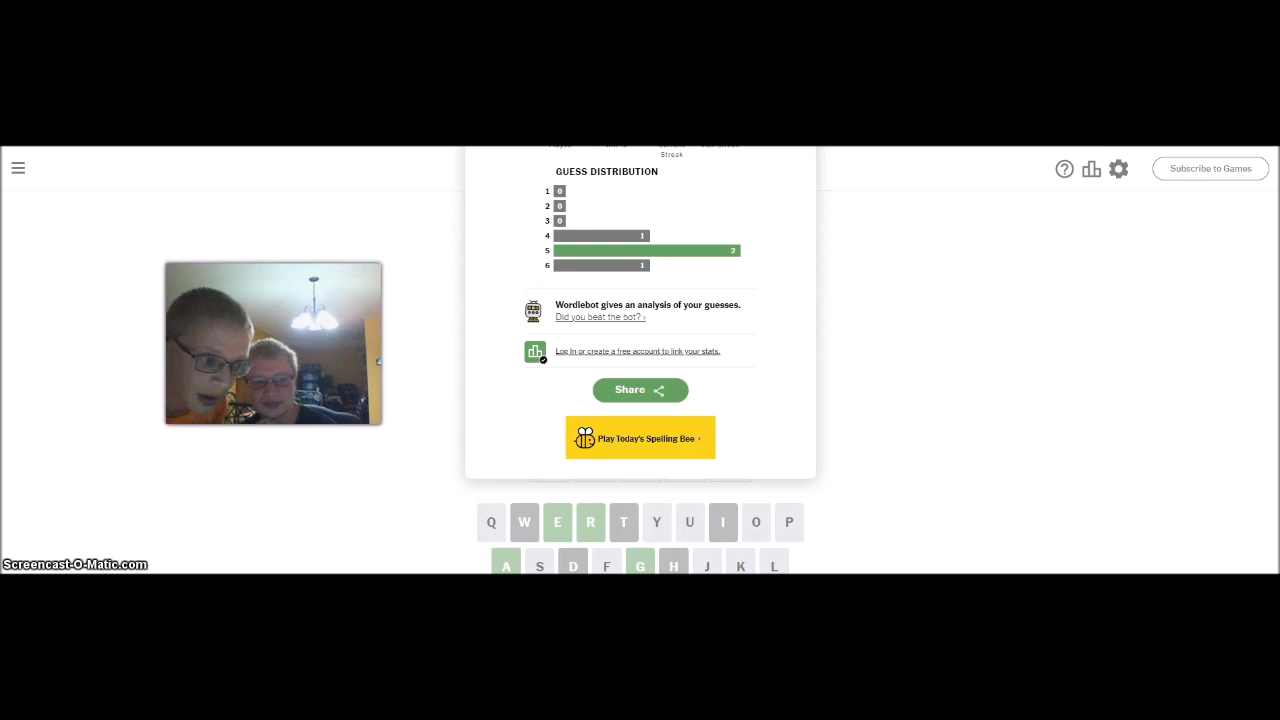 Streak
Subscribe to Games
GUESS DISTRIBUTION
1 0
2 0
3 0
4 1
5 2
6 1
Wordlebot gives an analysis of your guesses.
Did you beat the bot? ›
Log In or create a free account to link your stats.
Share
Play Today's Spelling Bee ›
Q W E R T Y U I O P
A S D F G H J K L
Screencast-O-Matic.com